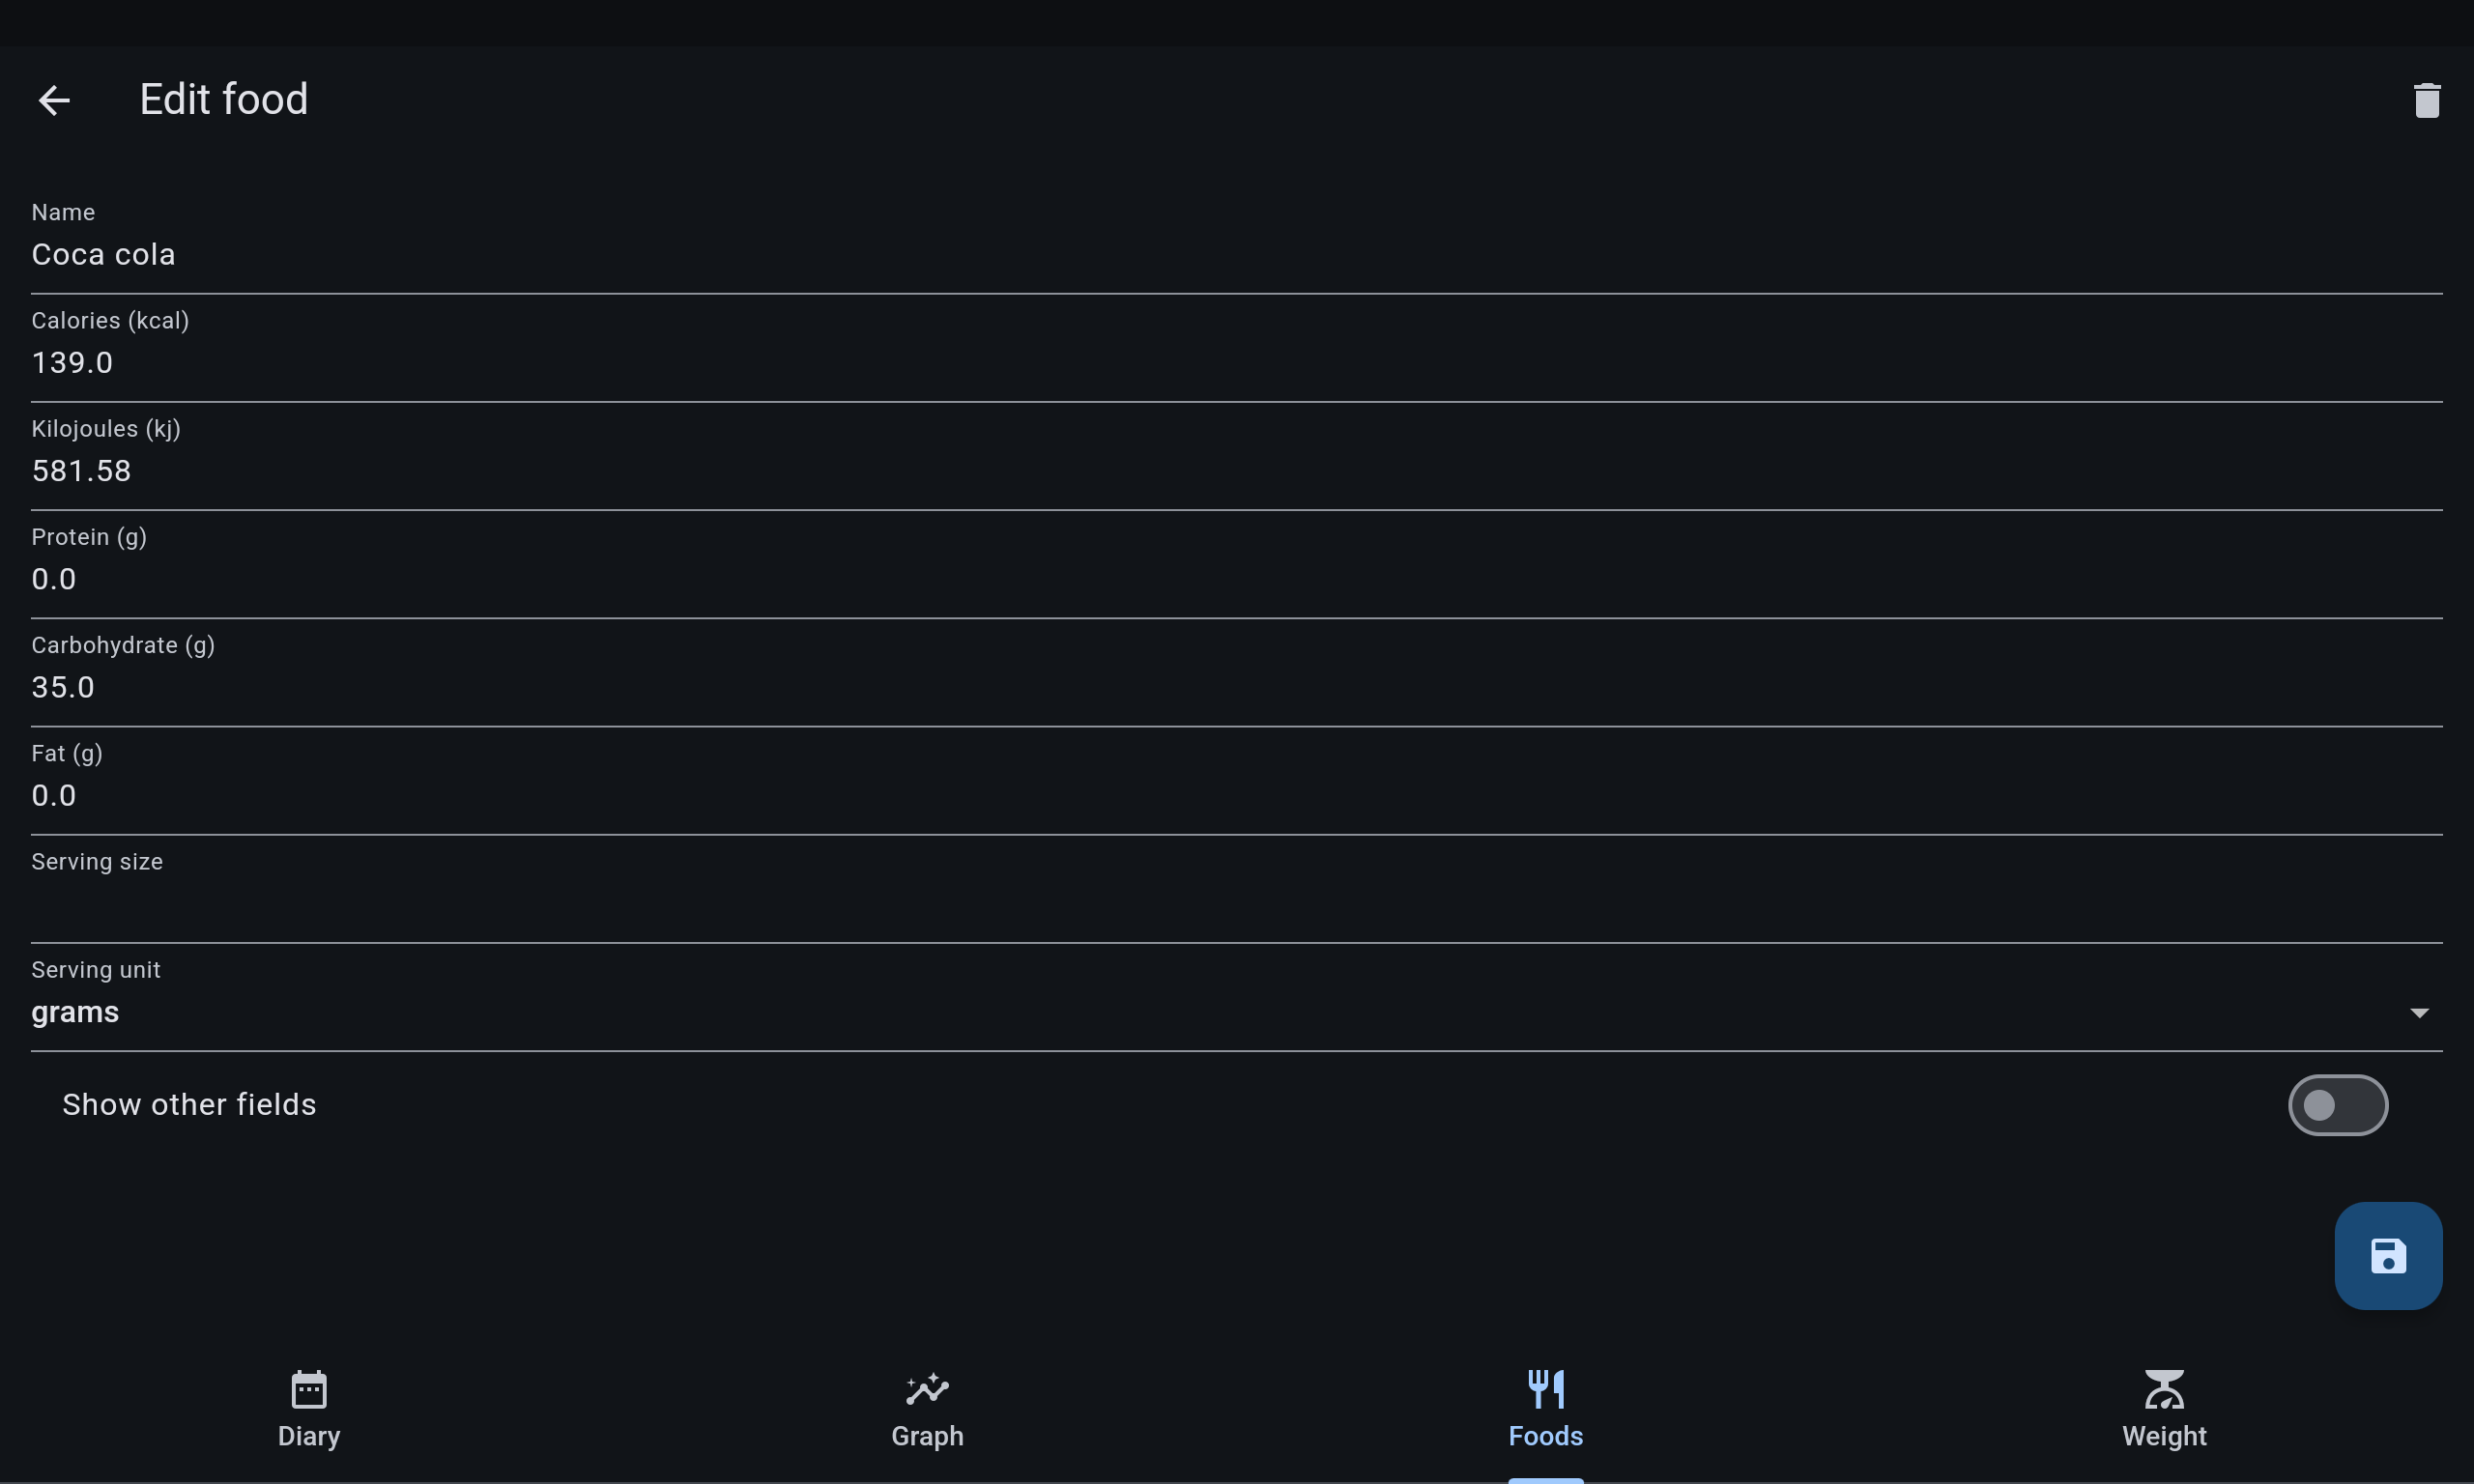 Edit food
Name
Coca cola
Calories (kcal)
139.0
Kilojoules (kj)
581.58
Protein (g)
0.0
Carbohydrate (g)
35.0
Fat (g)
0.0
Serving size
Serving unit
grams
Show other fields
Diary
Graph
Foods
Weight